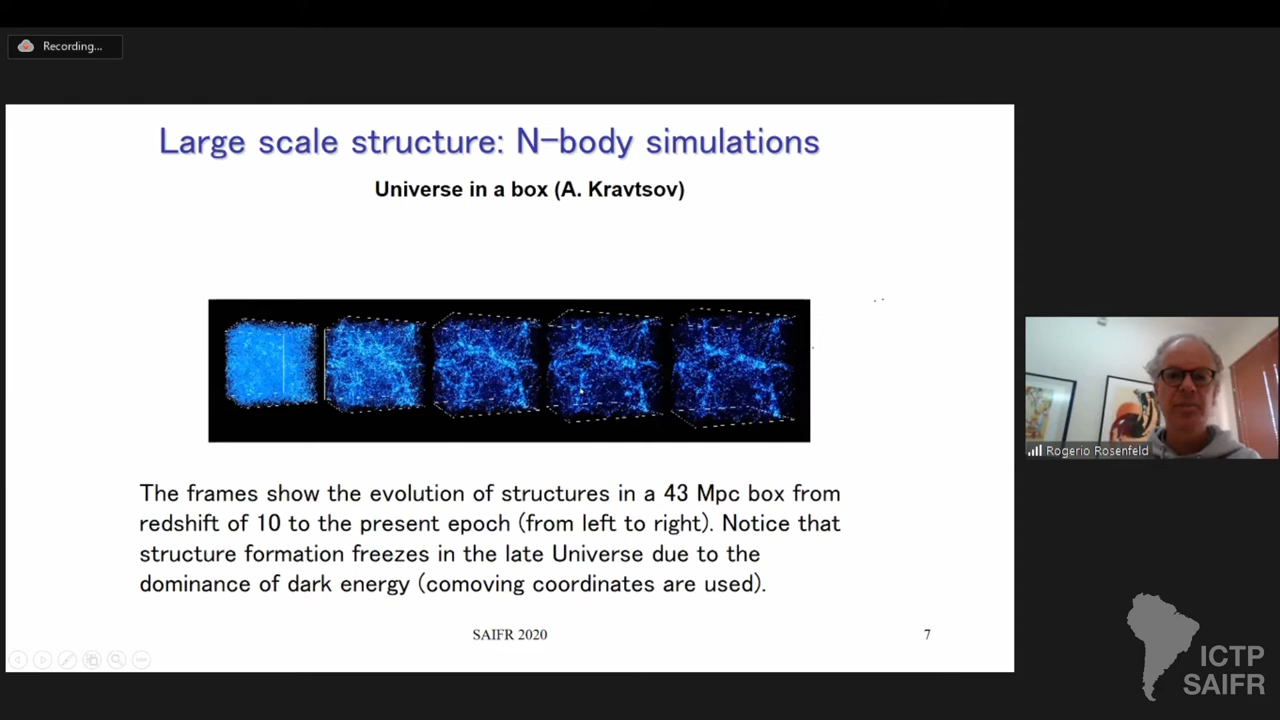 Recording...
Large scale structure: N-body simulations
Universe in a box (A. Kravtsov)
The frames show the evolution of structures in a 43 Mpc box from
redshift of 10 to the present epoch (from left to right). Notice that
structure formation freezes in the late Universe due to the
dominance of dark energy (comoving coordinates are used).
SAIFR 2020
7
Rogerio Rosenfeld
ICTP
SAIFR